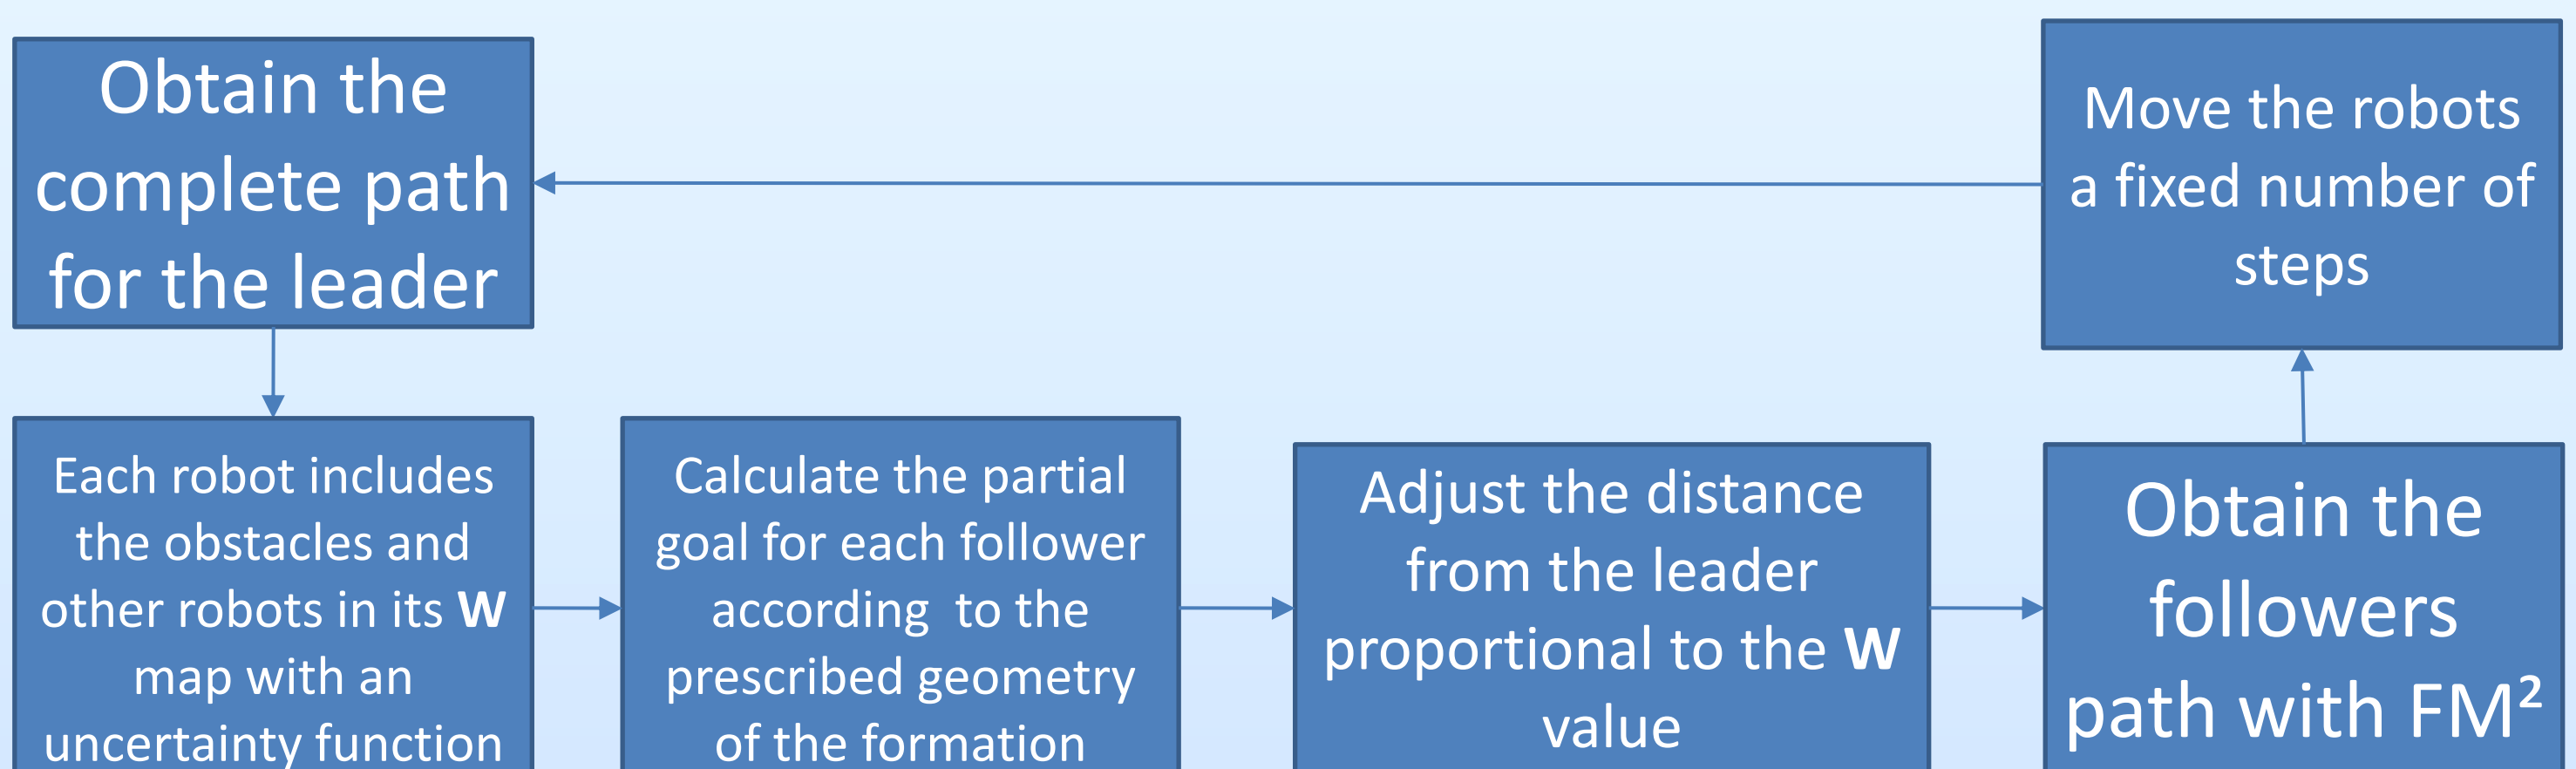 Obtain the
complete path
for the leader
Move the robots
a fixed number of
steps
Each robot includes
the obstacles and
other robots in its W
map with an
uncertainty function
Calculate the partial
goal for each follower
according  to the
prescribed geometry
of the formation
Adjust the distance
from the leader
proportional to the W
value
Obtain the
followers
path with FM²